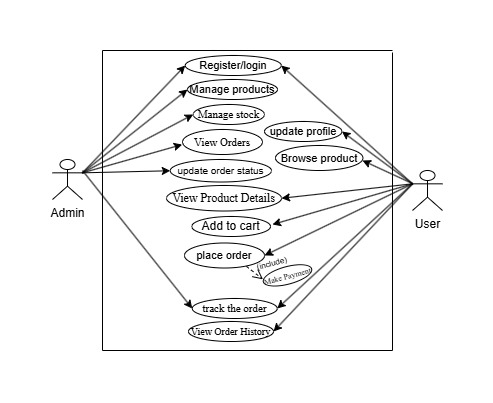 Register/login
Manage products
Manage stock
update profile
View Orders
Browse product
update order status
View Product Details
Admin
User
Add to cart
place order
(include)
Make Payment
track the order
View Order History